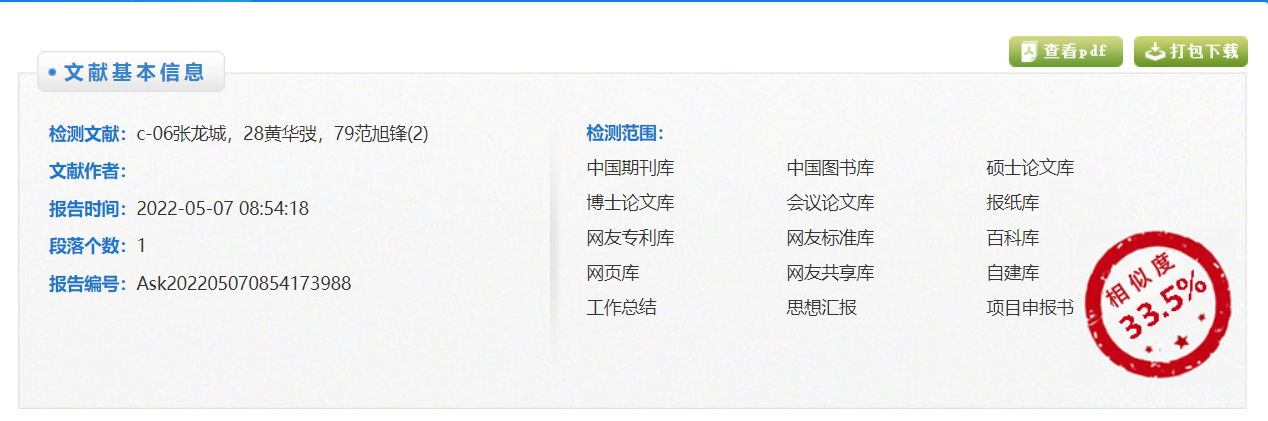 查看pdf
打包下载
文献基本信息
检测文献：c-06张龙城，28黄华弢，79范旭锋(2)
文献作者：
报告时间：2022-05-07 08:54:18
段落个数：1
报告编号：Ask202205070854173988
检测范围：
中国期刊库 中国图书库 硕士论文库
博士论文库 会议论文库 报纸库
网友专利库 网友标准库 百科库
网页库 网友共享库 自建库
工作总结 思想汇报 项目申报书
相似度
33.5%